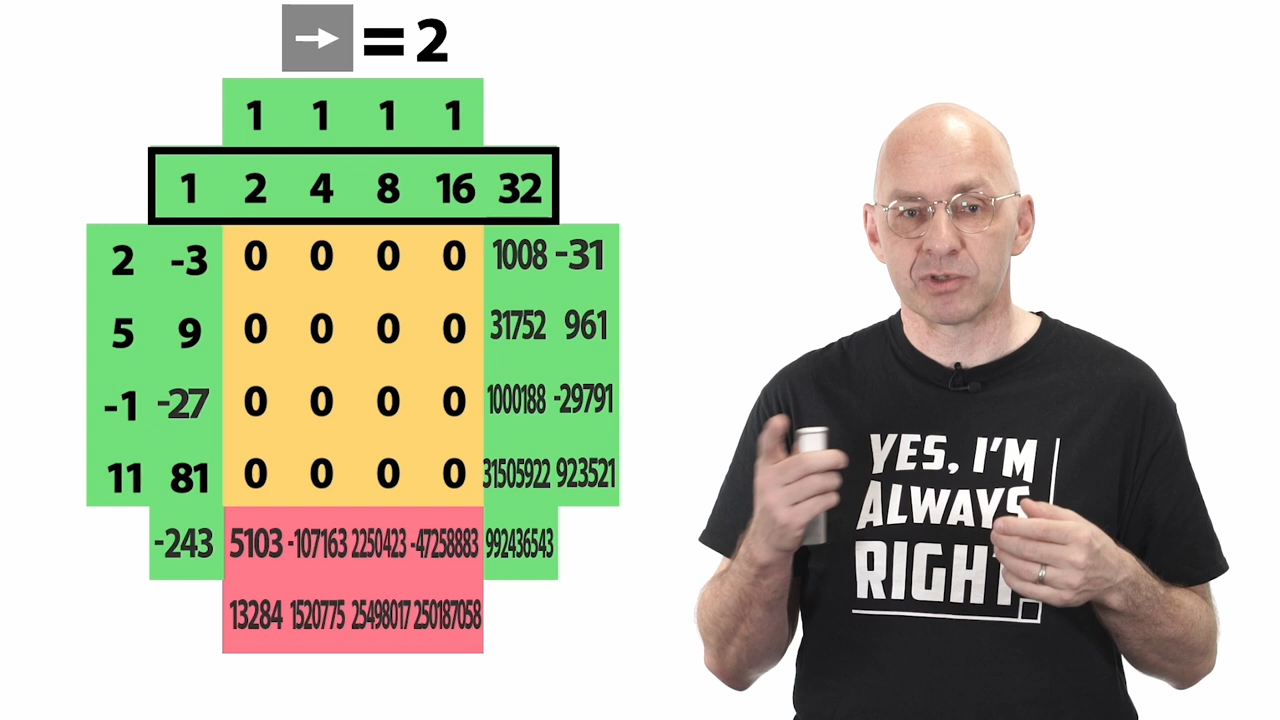 → = 2
1 1 1 1
1 2 4 8 16 32
2 -3 0 0 0 0 1008 -31
5 9 0 0 0 0 31752 961
-1 -27 0 0 0 0 1000188 -29791
11 81 0 0 0 0 31505922 923521
-243 5103 -107163 2250423 -47258883 992436543
13284 1520775 25498017 250187058
YES, I'M
ALWAYS
RIGHT.